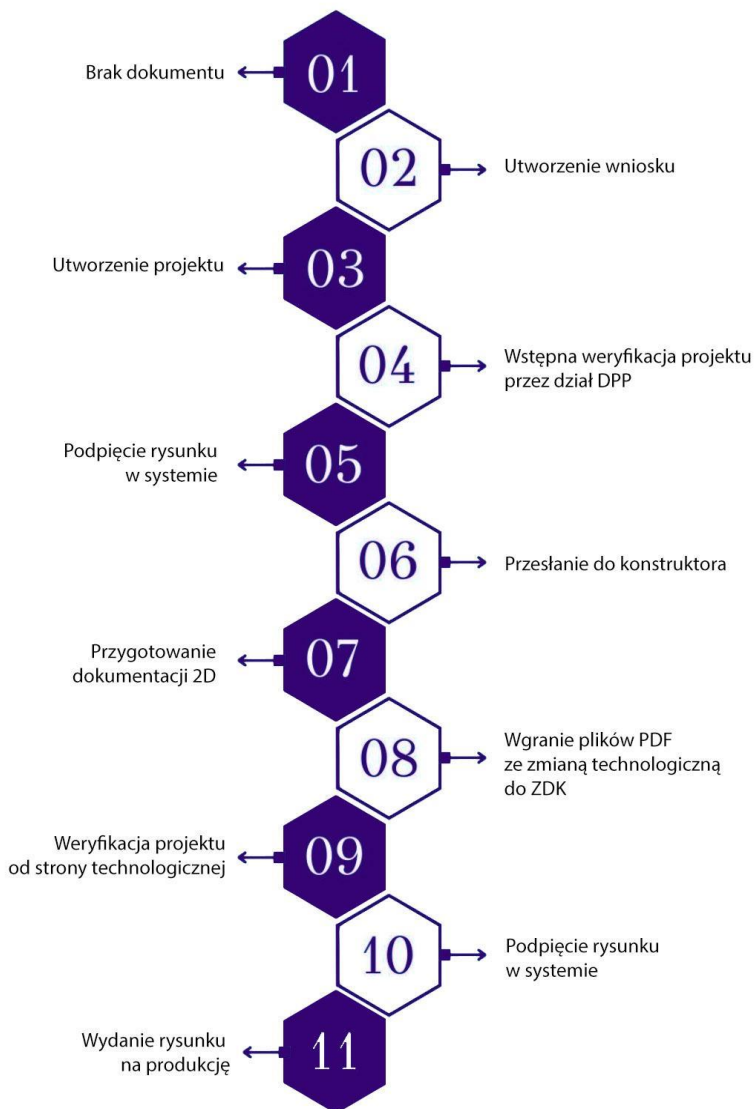 01
Brak dokumentu
02
Utworzenie wniosku
03
Utworzenie projektu
04
Wstępna weryfikacja projektu
przez dział DPP
05
Podpięcie rysunku
w systemie
06
Przesłanie do konstruktora
07
Przygotowanie
dokumentacji 2D
08
Wgranie plików PDF
ze zmianą technologiczną
do ZDK
09
Weryfikacja projektu
od strony technologicznej
10
Podpięcie rysunku
w systemie
11
Wydanie rysunku
na produkcję